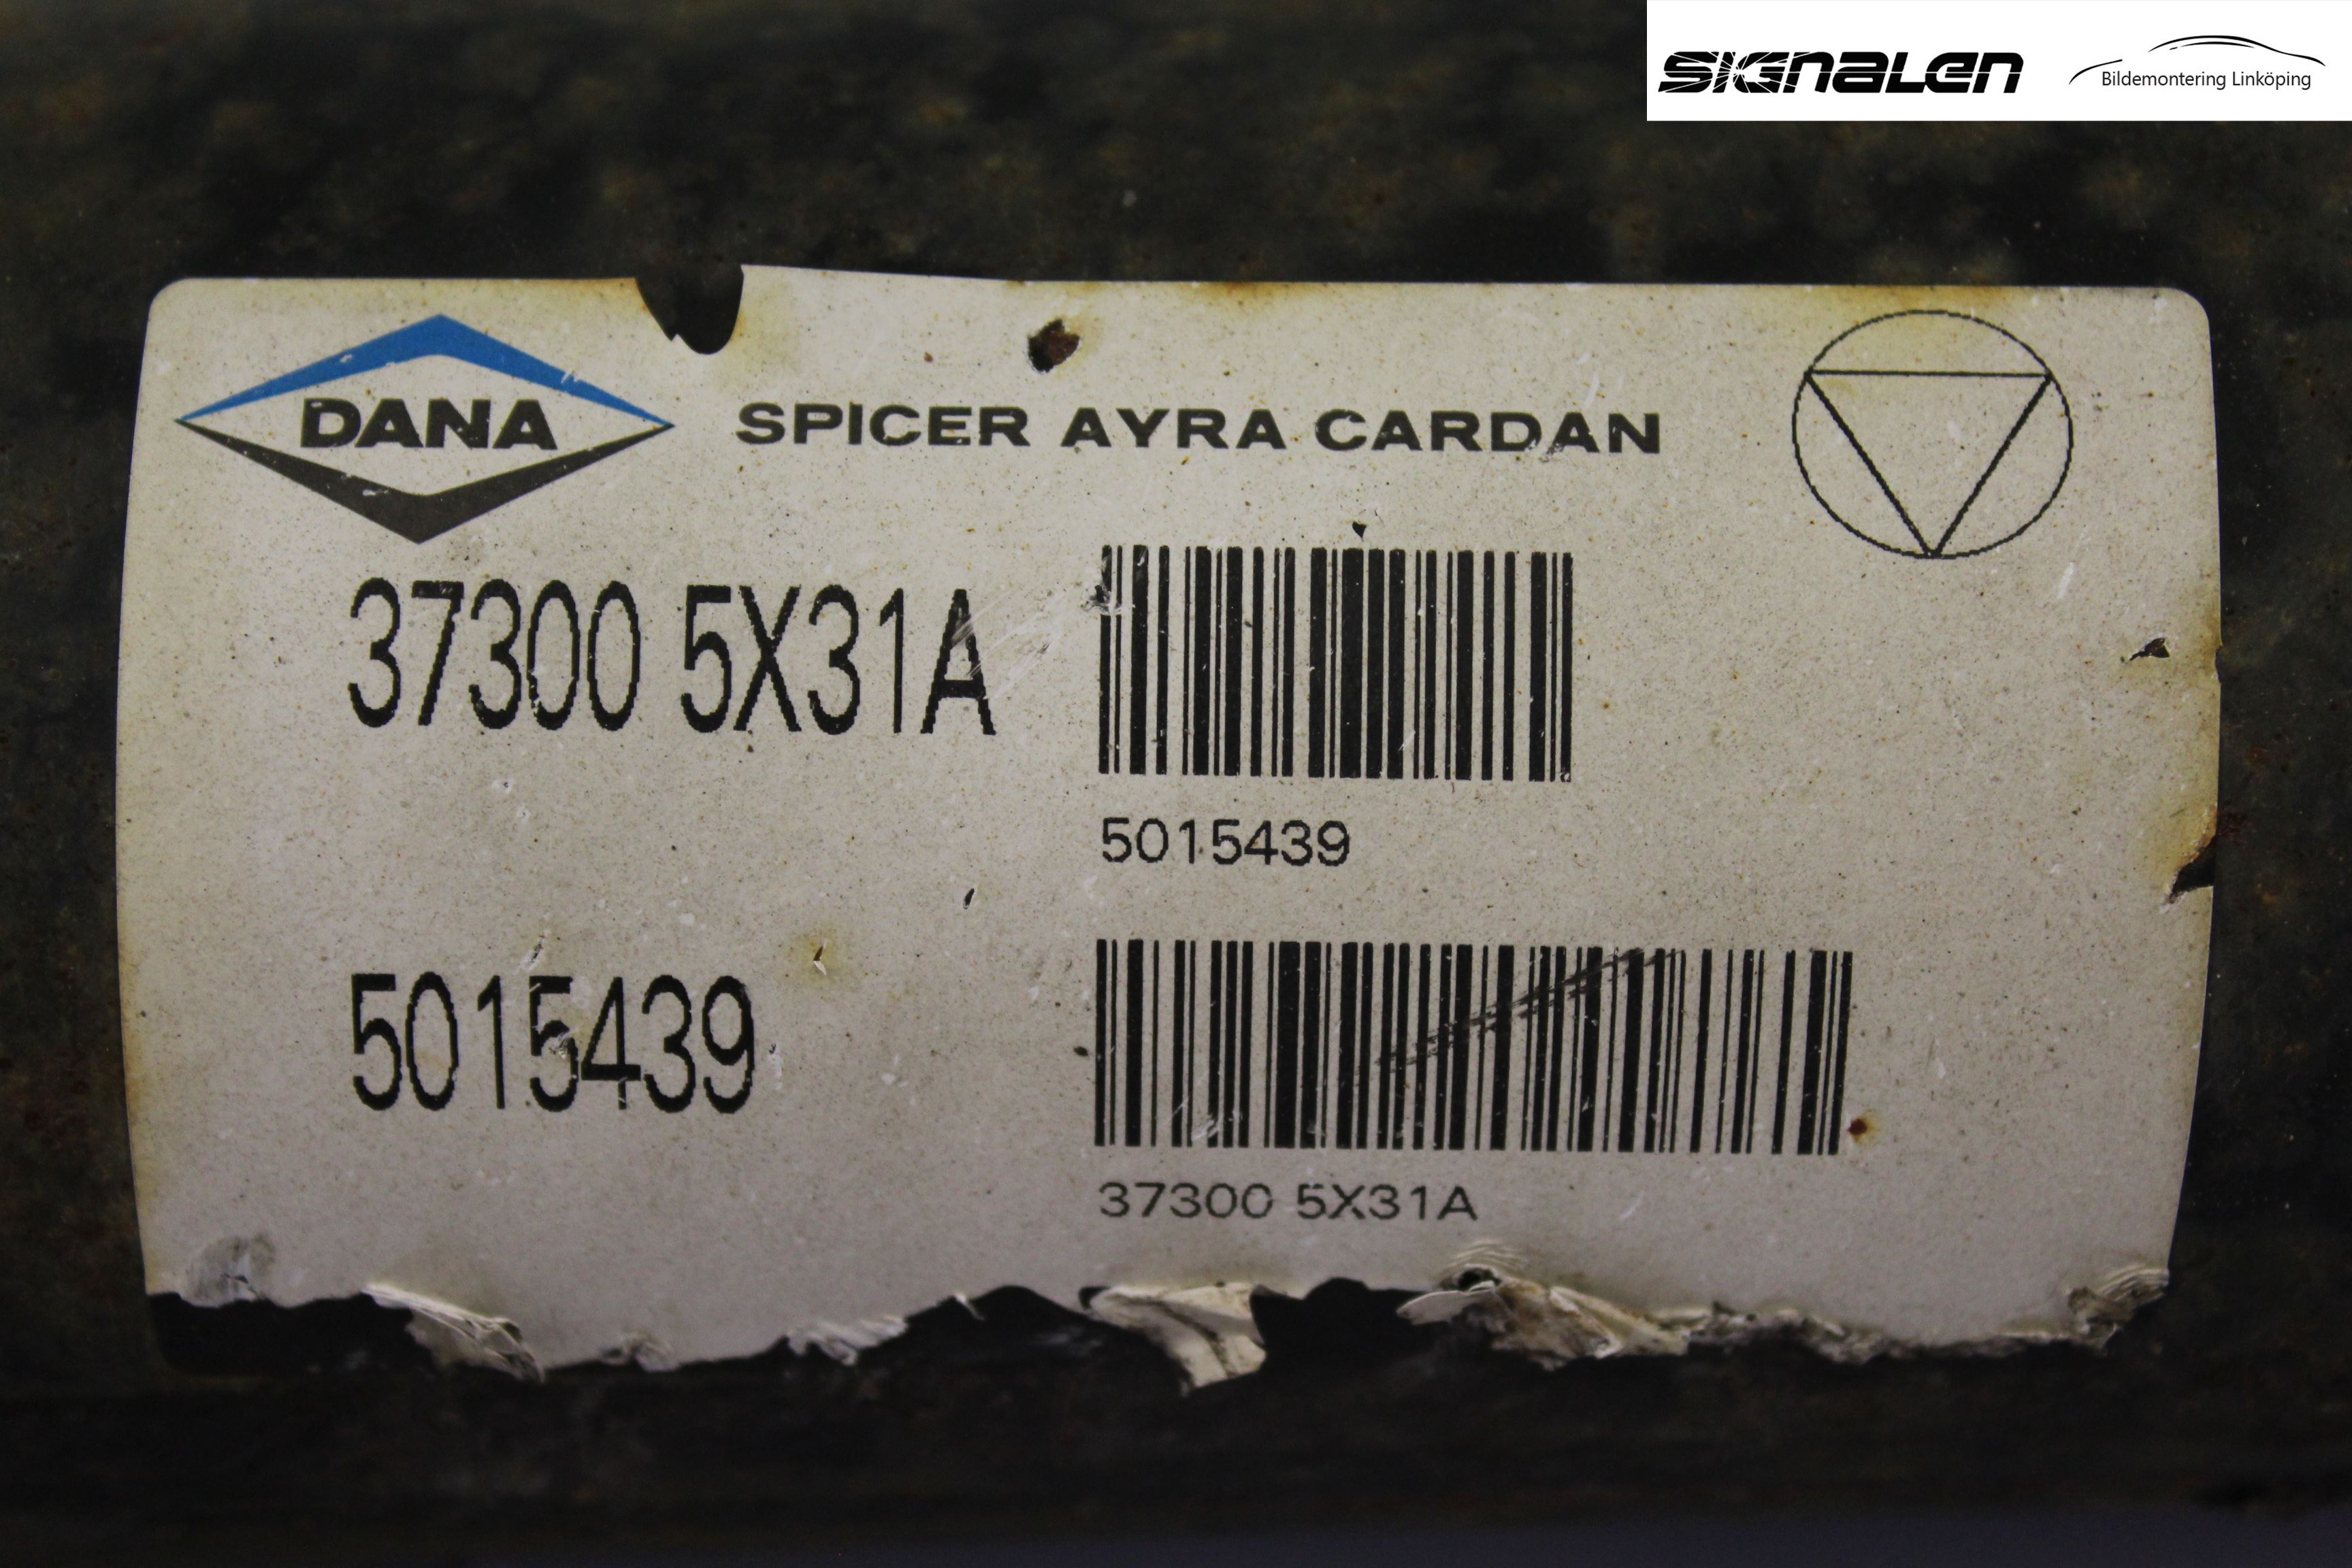 SIGNALEN
Bildemontering Linköping
DANA
SPICER AYRA CARDAN
37300 5X31A
5015439
5015439
37300 5X31A